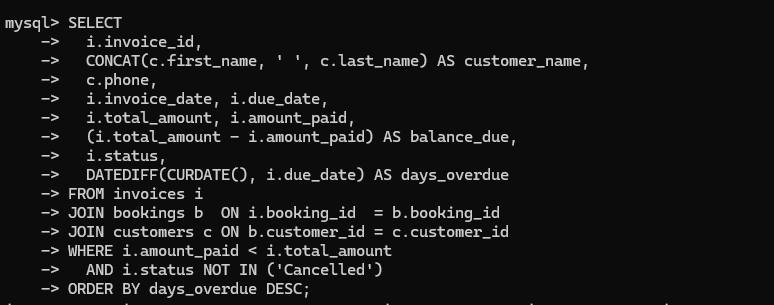 mysql> SELECT
    ->   i.invoice_id,
    ->   CONCAT(c.first_name, ' ', c.last_name) AS customer_name,
    ->   c.phone,
    ->   i.invoice_date, i.due_date,
    ->   i.total_amount, i.amount_paid,
    ->   (i.total_amount - i.amount_paid) AS balance_due,
    ->   i.status,
    ->   DATEDIFF(CURDATE(), i.due_date) AS days_overdue
    -> FROM invoices i
    -> JOIN bookings b  ON i.booking_id  = b.booking_id
    -> JOIN customers c ON b.customer_id = c.customer_id
    -> WHERE i.amount_paid < i.total_amount
    ->   AND i.status NOT IN ('Cancelled')
    -> ORDER BY days_overdue DESC;